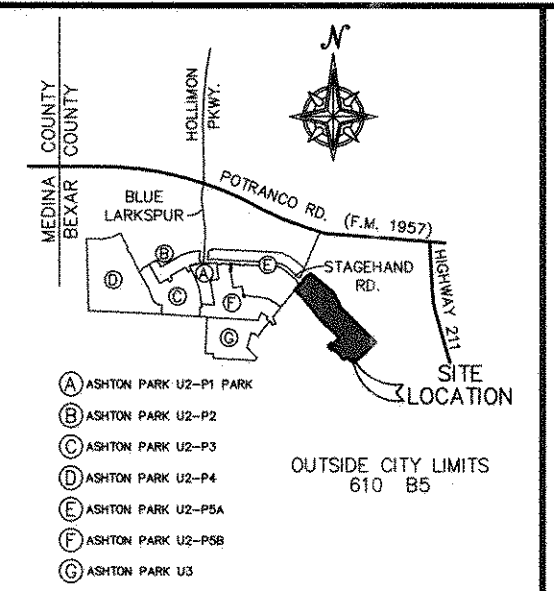 N
MEDINA COUNTY
BEXAR COUNTY
HOLLIMON
PKWY.
BLUE
LARKSPUR
POTRANCO RD. (F.M. 1957)
STAGEHAND
RD.
HIGHWAY 211
B
A
E
D
C
F
G
SITE
LOCATION
OUTSIDE CITY LIMITS
610 B5
A ASHTON PARK U2-P1 PARK
B ASHTON PARK U2-P2
C ASHTON PARK U2-P3
D ASHTON PARK U2-P4
E ASHTON PARK U2-P5A
F ASHTON PARK U2-P5B
G ASHTON PARK U3